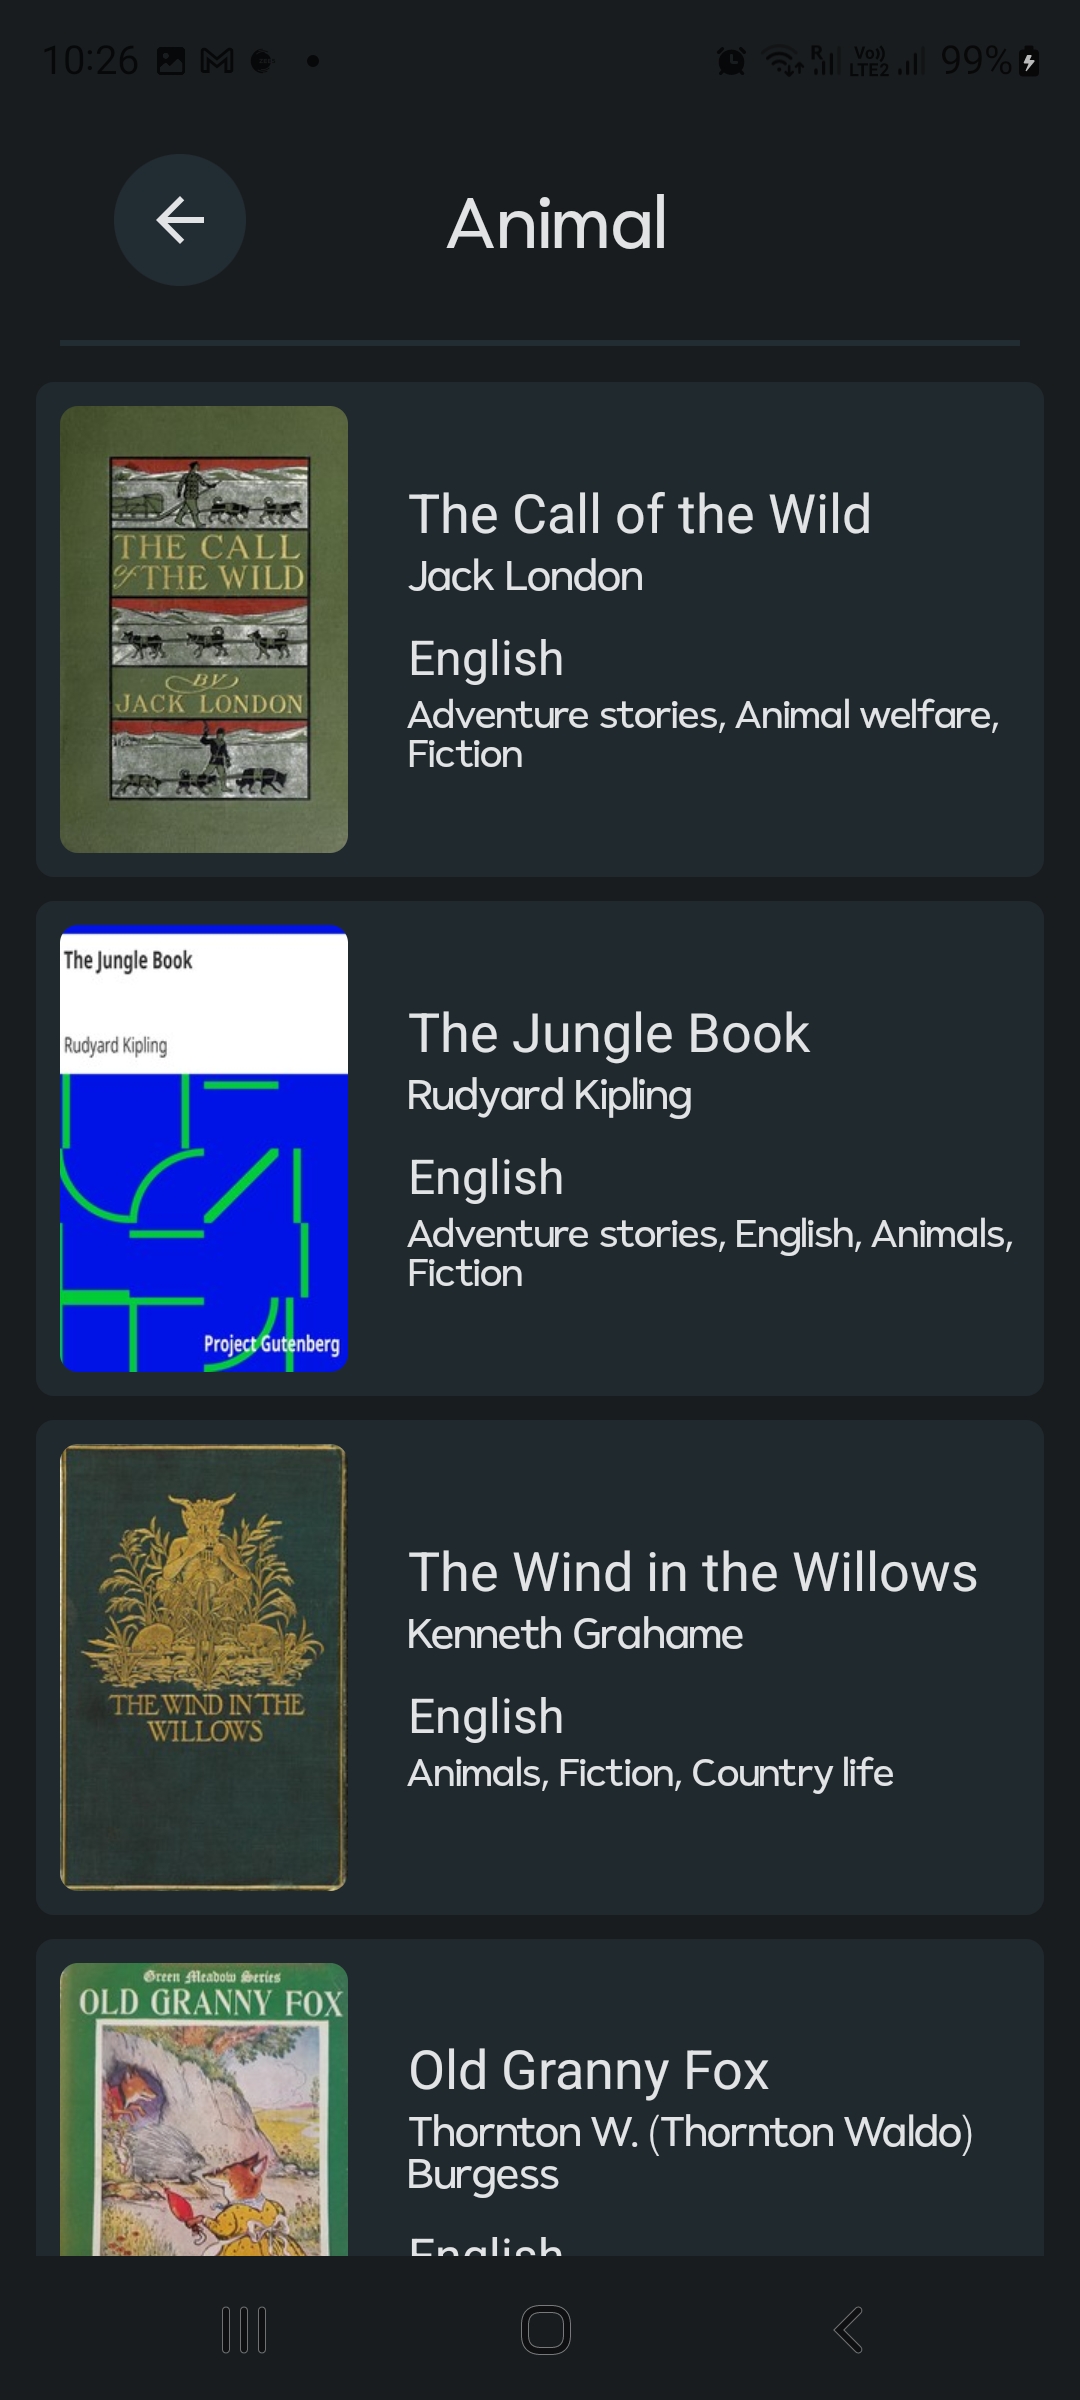 10:26
R
Vo))
LTE2
99%
Animal
THE CALL
of THE WILD
BY
JACK LONDON
The Call of the Wild
Jack London
English
Adventure stories, Animal welfare,
Fiction
The Jungle Book
Rudyard Kipling
Project Gutenberg
The Jungle Book
Rudyard Kipling
English
Adventure stories, English, Animals,
Fiction
THE WIND IN THE
WILLOWS
The Wind in the Willows
Kenneth Grahame
English
Animals, Fiction, Country life
Green Meadow Series
OLD GRANNY FOX
Old Granny Fox
Thornton W. (Thornton Waldo)
Burgess
English